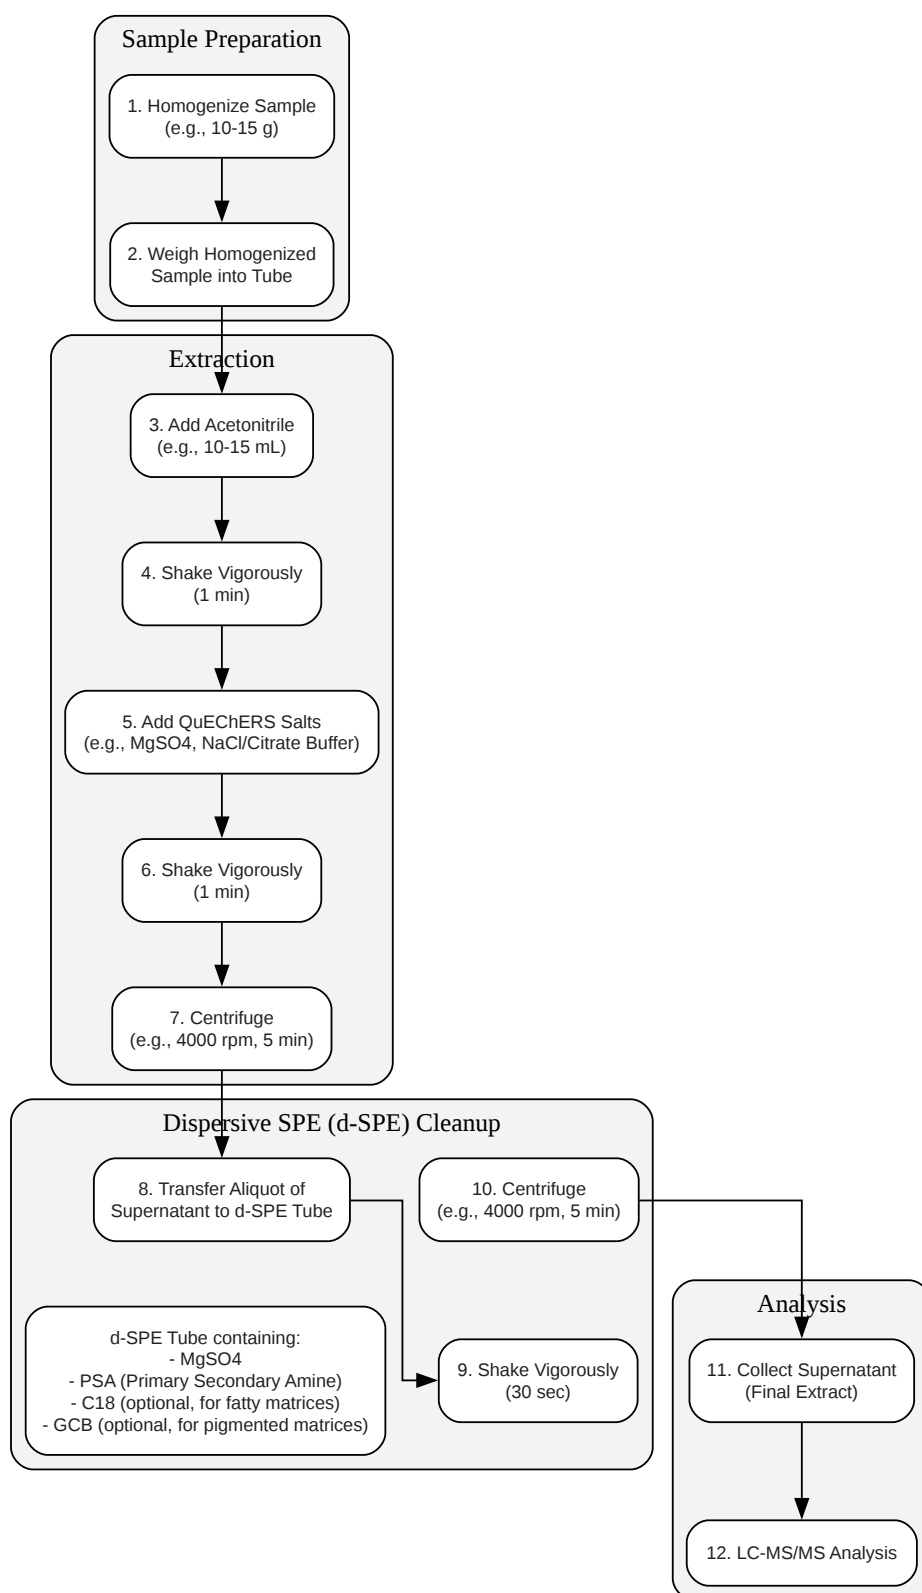 Sample Preparation
1. Homogenize Sample
(e.g., 10-15 g)
2. Weigh Homogenized
Sample into Tube
Extraction
3. Add Acetonitrile
(e.g., 10-15 mL)
4. Shake Vigorously
(1 min)
5. Add QuEChERS Salts
(e.g., MgSO4, NaCl/Citrate Buffer)
6. Shake Vigorously
(1 min)
7. Centrifuge
(e.g., 4000 rpm, 5 min)
Dispersive SPE (d-SPE) Cleanup
8. Transfer Aliquot of
Supernatant to d-SPE Tube
10. Centrifuge
(e.g., 4000 rpm, 5 min)
d-SPE Tube containing:
- MgSO4
- PSA (Primary Secondary Amine)
- C18 (optional, for fatty matrices)
- GCB (optional, for pigmented matrices)
9. Shake Vigorously
(30 sec)
Analysis
11. Collect Supernatant
(Final Extract)
12. LC-MS/MS Analysis